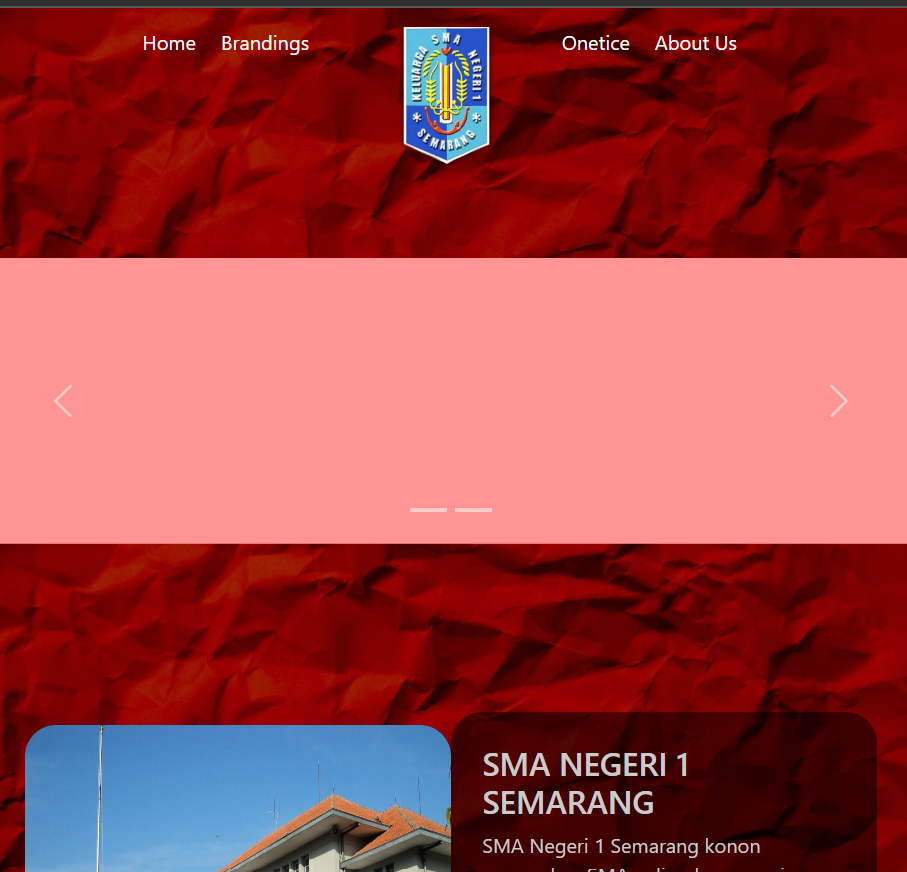 Home Brandings Onetice About Us
KELUARGA SMA NEGERI 1
* SEMARANG *
SMA NEGERI 1
SEMARANG
SMA Negeri 1 Semarang konon